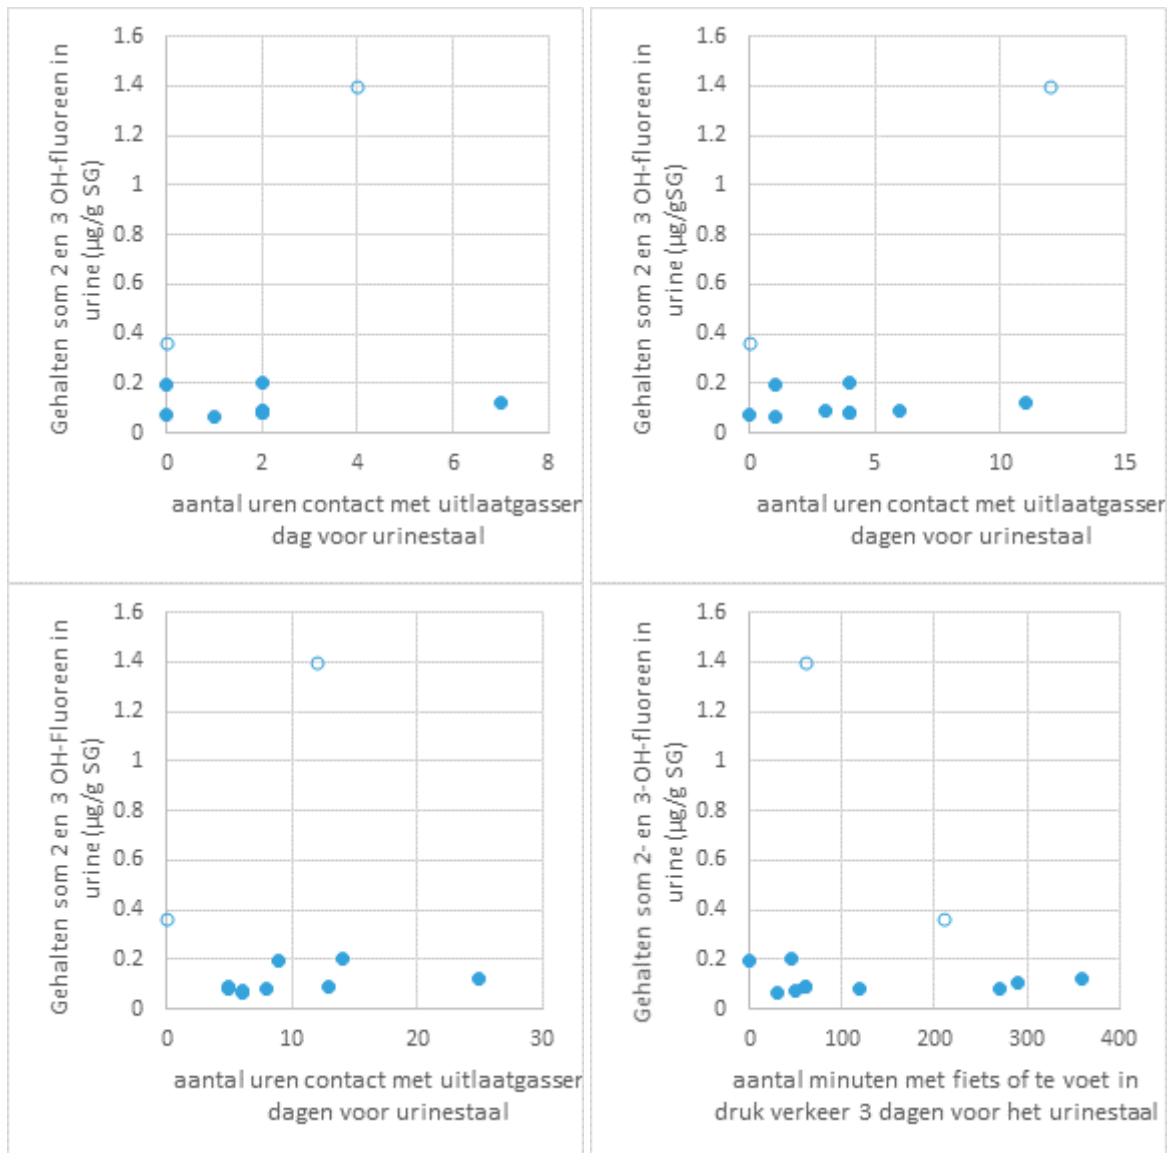 Gehalten som 2 en 3 OH-fluoreen in
urine (µg/g SG)
1.6
1.4
1.2
1
0.8
0.6
0.4
0.2
0
0 2 4 6 8
aantal uren contact met uitlaatgassen
dag voor urinestaal
Gehalten som 2 en 3 OH-fluoreen in
urine (µg/gSG)
1.6
1.4
1.2
1
0.8
0.6
0.4
0.2
0
0 5 10 15
aantal uren contact met uitlaatgassen
dagen voor urinestaal
Gehalten som 2 en 3 OH-Fluoreen in
urine (µg/g SG)
1.6
1.4
1.2
1
0.8
0.6
0.4
0.2
0
0 10 20 30
aantal uren contact met uitlaatgassen
dagen voor urinestaal
Gehalten som 2- en 3-OH-fluoreen in
urine (µg/g SG)
1.6
1.4
1.2
1
0.8
0.6
0.4
0.2
0
0 100 200 300 400
aantal minuten met fiets of te voet in
druk verkeer 3 dagen voor het urinestaal